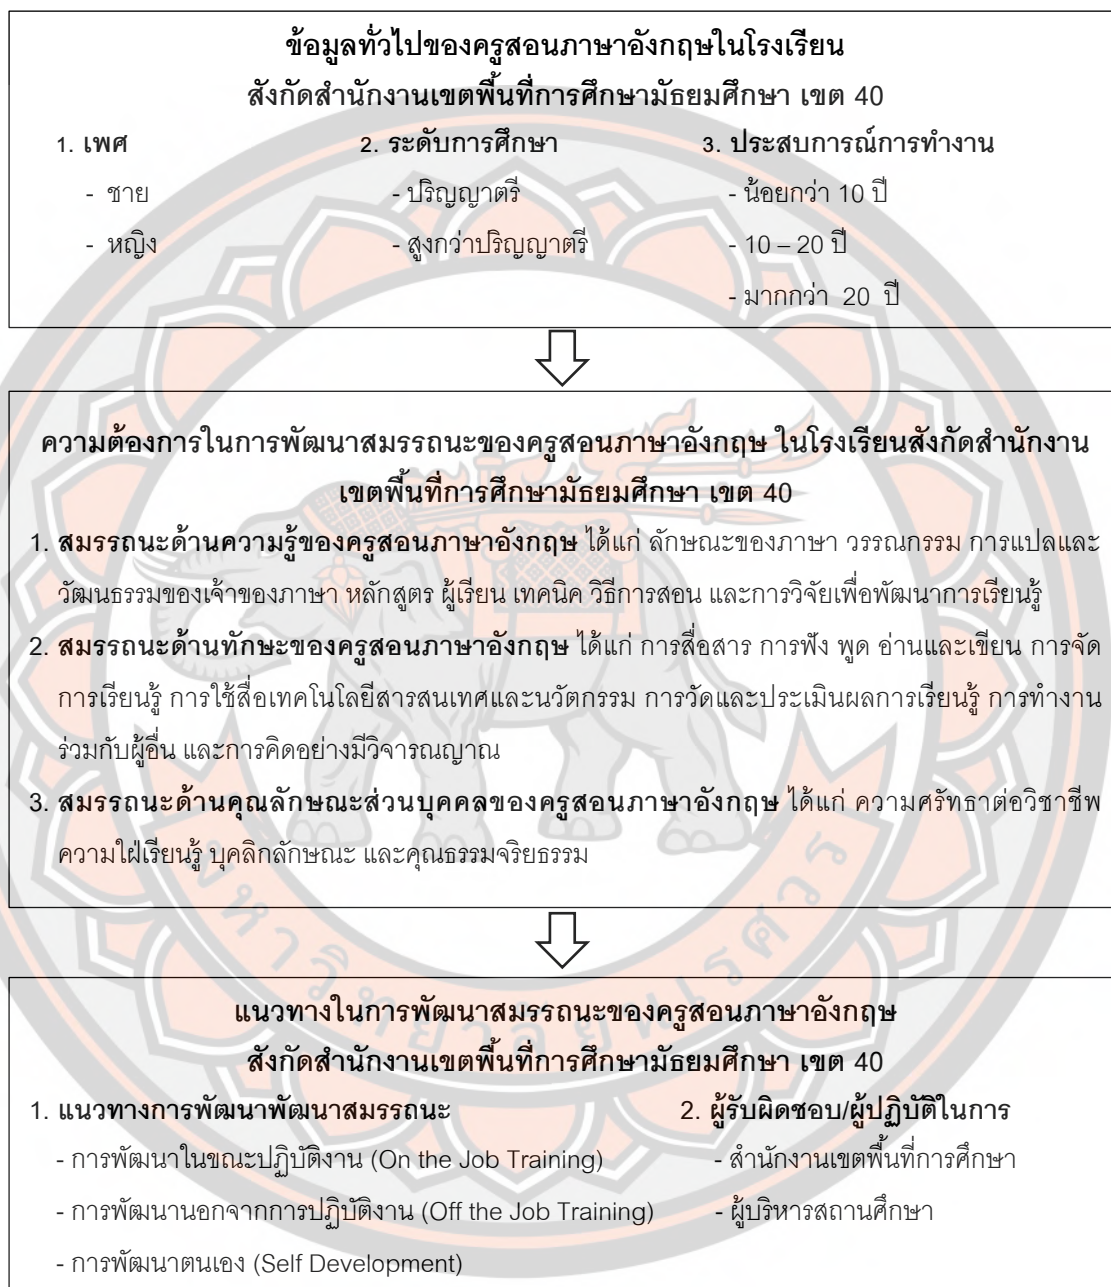 ข้อมูลทั่วไปของครูสอนภาษาอังกฤษในโรงเรียน
สังกัดสำนักงานเขตพื้นที่การศึกษามัธยมศึกษา เขต 40
1. เพศ 2. ระดับการศึกษา 3. ประสบการณ์การทำงาน
- ชาย - ปริญญาตรี - น้อยกว่า 10 ปี
- หญิง - สูงกว่าปริญญาตรี - 10 – 20 ปี
- มากกว่า 20 ปี
ความต้องการในการพัฒนาสมรรถนะของครูสอนภาษาอังกฤษ ในโรงเรียนสังกัดสำนักงาน
เขตพื้นที่การศึกษามัธยมศึกษา เขต 40
1. สมรรถนะด้านความรู้ของครูสอนภาษาอังกฤษ ได้แก่ ลักษณะของภาษา วรรณกรรม การแปลและ
วัฒนธรรมของเจ้าของภาษา หลักสูตร ผู้เรียน เทคนิค วิธีการสอน และการวิจัยเพื่อพัฒนาการเรียนรู้
2. สมรรถนะด้านทักษะของครูสอนภาษาอังกฤษ ได้แก่ การสื่อสาร การฟัง พูด อ่านและเขียน การจัด
การเรียนรู้ การใช้สื่อเทคโนโลยีสารสนเทศและนวัตกรรม การวัดและประเมินผลการเรียนรู้ การทำงาน
ร่วมกับผู้อื่น และการคิดอย่างมีวิจารณญาณ
3. สมรรถนะด้านคุณลักษณะส่วนบุคคลของครูสอนภาษาอังกฤษ ได้แก่ ความศรัทธาต่อวิชาชีพ
ความใฝ่เรียนรู้ บุคลิกลักษณะ และคุณธรรมจริยธรรม
มหาวิทยาลัยนเรศวร
แนวทางในการพัฒนาสมรรถนะของครูสอนภาษาอังกฤษ
สังกัดสำนักงานเขตพื้นที่การศึกษามัธยมศึกษา เขต 40
1. แนวทางการพัฒนาพัฒนาสมรรถนะ 2. ผู้รับผิดชอบ/ผู้ปฏิบัติในการ
- การพัฒนาในขณะปฏิบัติงาน (On the Job Training) - สำนักงานเขตพื้นที่การศึกษา
- การพัฒนานอกจากการปฏิบัติงาน (Off the Job Training) - ผู้บริหารสถานศึกษา
- การพัฒนาตนเอง (Self Development)